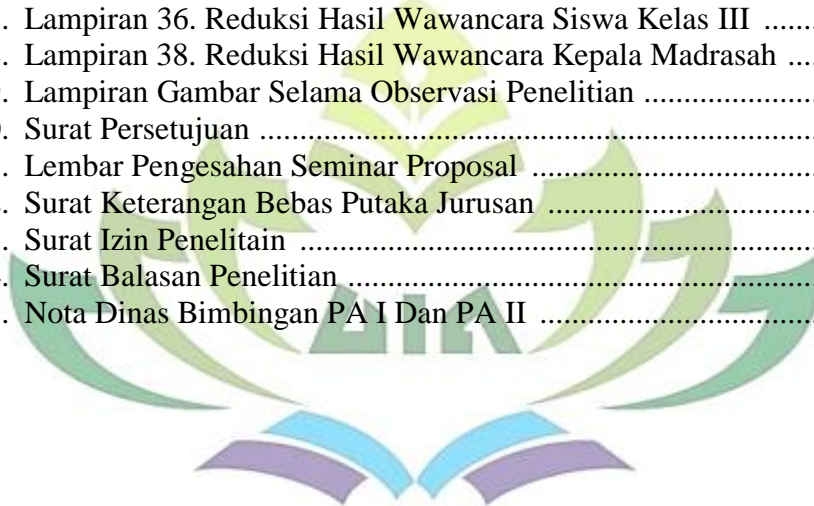 . Lampiran 36. Reduksi Hasil Wawancara Siswa Kelas III .......
. Lampiran 38. Reduksi Hasil Wawancara Kepala Madrasah ....
. Lampiran Gambar Selama Observasi Penelitian ......................
. Surat Persetujuan ....................................................................
. Lembar Pengesahan Seminar Proposal ...................................
. Surat Keterangan Bebas Putaka Jurusan .................................
. Surat Izin Penelitain ................................................................
. Surat Balasan Penelitian ..........................................................
. Nota Dinas Bimbingan PA I Dan PA II ..................................